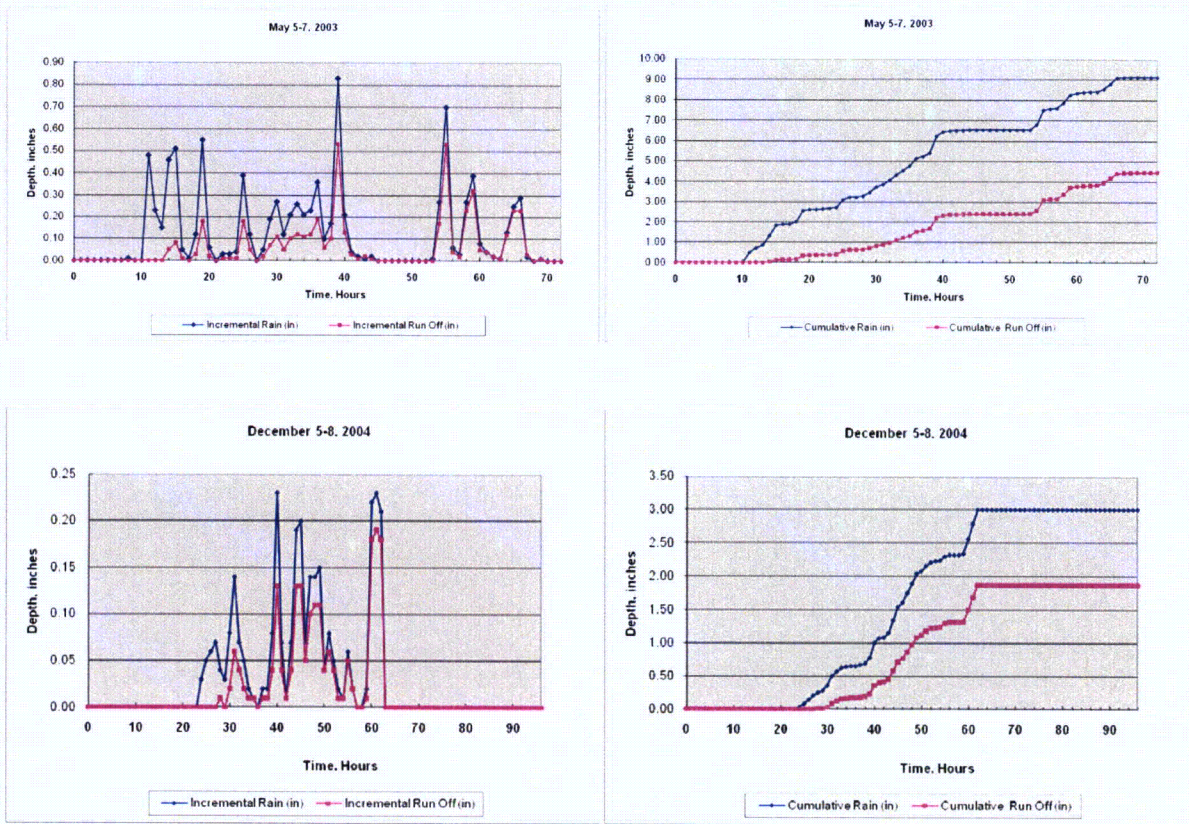 May 5-7, 2003
0.90
0.80
0.70
0.60
0.50
0.40
0.30
0.20
0.10
0.00
Depth, inches
0 10 20 30 40 50 60 70
Time, Hours
Incremental Rain (in) Incremental Run Off (in)
May 5-7, 2003
10.00
9.00
8.00
7.00
6.00
5.00
4.00
3.00
2.00
1.00
0.00
Depth, inches
0 10 20 30 40 50 60 70
Time, Hours
Cumulative Rain (in) Cumulative Run Off (in)
December 5-8, 2004
0.25
0.20
0.15
0.10
0.05
0.00
Depth, inches
0 10 20 30 40 50 60 70 80 90
Time, Hours
Incremental Rain (in) Incremental Run Off (in)
December 5-8, 2004
3.50
3.00
2.50
2.00
1.50
1.00
0.50
0.00
Depth, inches
0 10 20 30 40 50 60 70 80 90
Time, Hours
Cumulative Rain (in) Cumulative Run Off (in)